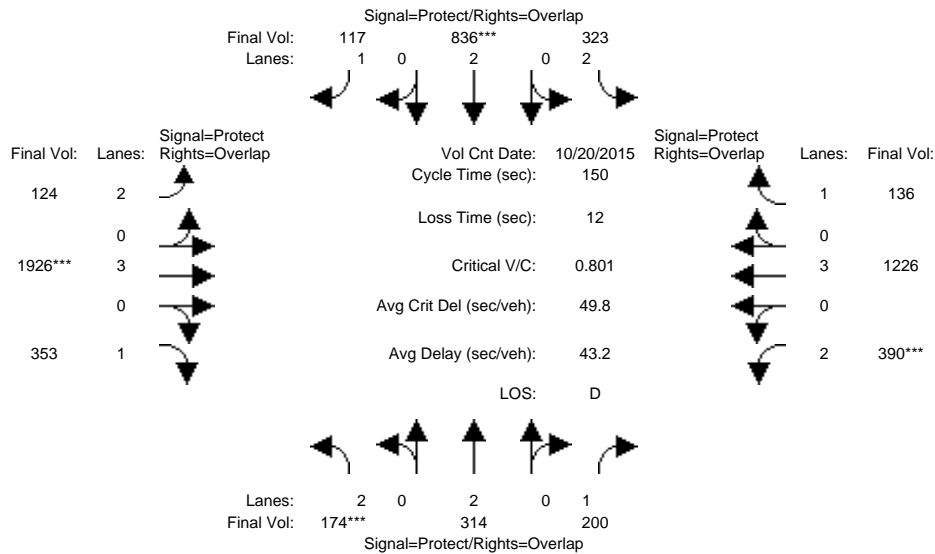 Signal=Protect/Rights=Overlap
Final Vol: 117 836*** 323
Lanes: 1 0 2 0 2
Signal=Protect
Rights=Overlap
Final Vol: Lanes:
Vol Cnt Date: 10/20/2015
Signal=Protect
Rights=Overlap
Lanes: Final Vol:
Cycle Time (sec): 150
124 2
1 136
Loss Time (sec): 12
0
0
1926*** 3
Critical V/C: 0.801
3 1226
0
Avg Crit Del (sec/veh): 49.8
0
353 1
Avg Delay (sec/veh): 43.2
2 390***
LOS: D
Lanes: 2 0 2 0 1
Final Vol: 174*** 314 200
Signal=Protect/Rights=Overlap